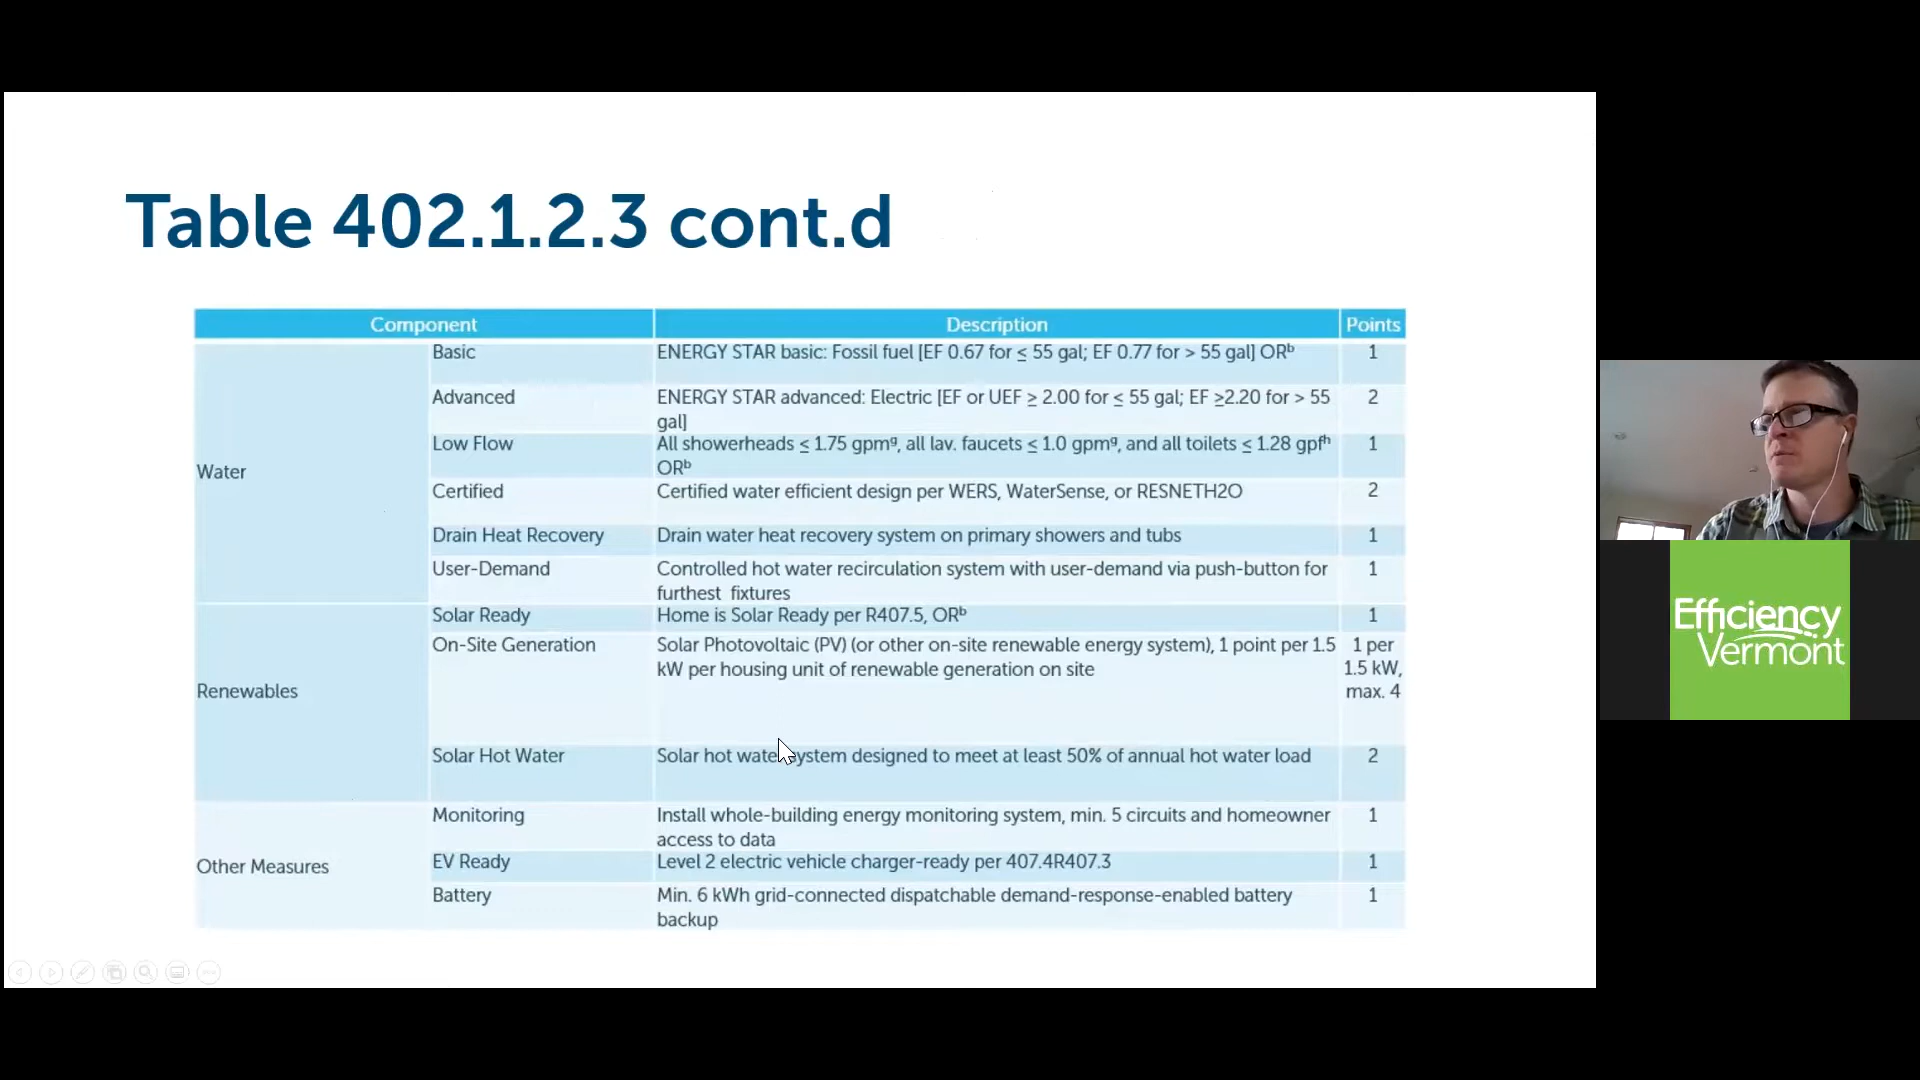 Table 402.1.2.3 cont.d
Component Description Points
Water
Basic ENERGY STAR basic: Fossil fuel [EF 0.67 for ≤ 55 gal; EF 0.77 for > 55 gal] ORᵇ 1
Advanced ENERGY STAR advanced: Electric [EF or UEF ≥ 2.00 for ≤ 55 gal; EF ≥2.20 for > 55 2
gal]
Low Flow All showerheads ≤ 1.75 gpmᵍ, all lav. faucets ≤ 1.0 gpmᵍ, and all toilets ≤ 1.28 gpfʰ 1
ORᵇ
Certified Certified water efficient design per WERS, WaterSense, or RESNETH2O 2
Drain Heat Recovery Drain water heat recovery system on primary showers and tubs 1
User-Demand Controlled hot water recirculation system with user-demand via push-button for 1
furthest fixtures
Renewables
Solar Ready Home is Solar Ready per R407.5, ORᵇ 1
On-Site Generation Solar Photovoltaic (PV) (or other on-site renewable energy system), 1 point per 1.5 1 per
kW per housing unit of renewable generation on site 1.5 kW,
max. 4
Solar Hot Water Solar hot water system designed to meet at least 50% of annual hot water load 2
Other Measures
Monitoring Install whole-building energy monitoring system, min. 5 circuits and homeowner 1
access to data
EV Ready Level 2 electric vehicle charger-ready per 407.4R407.3 1
Battery Min. 6 kWh grid-connected dispatchable demand-response-enabled battery 1
backup
Efficiency
Vermont